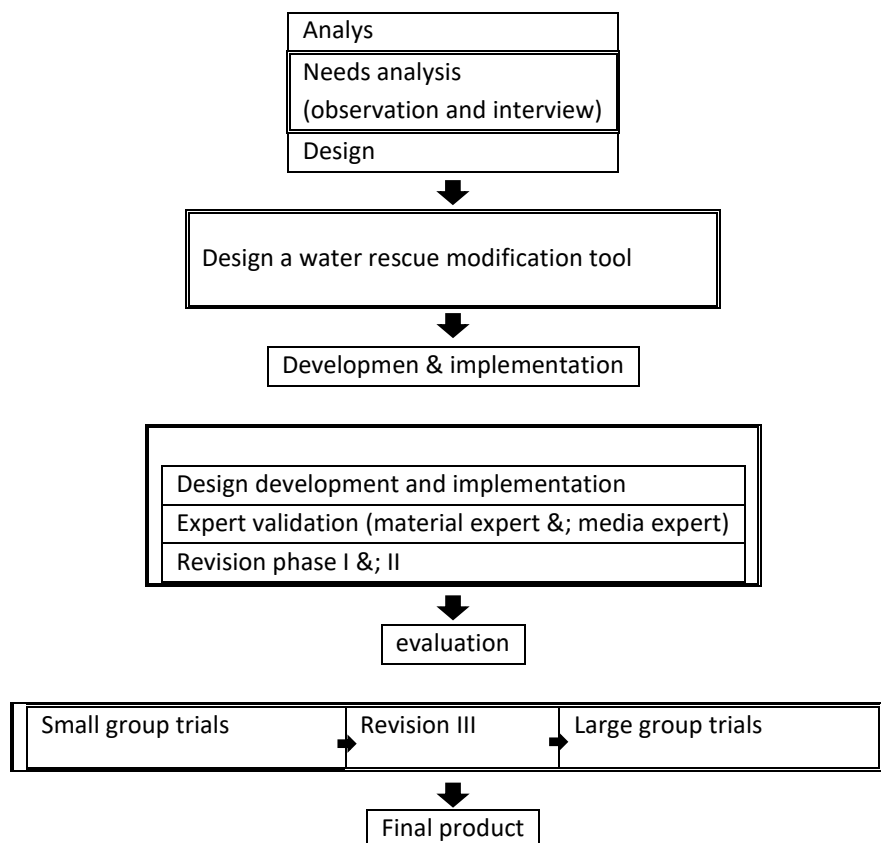 Analys
Needs analysis
(observation and interview)
Design
Design a water rescue modification tool
Developmen & implementation
Design development and implementation
Expert validation (material expert &; media expert)
Revision phase I &; II
evaluation
Small group trials
Revision III
Large group trials
Final product